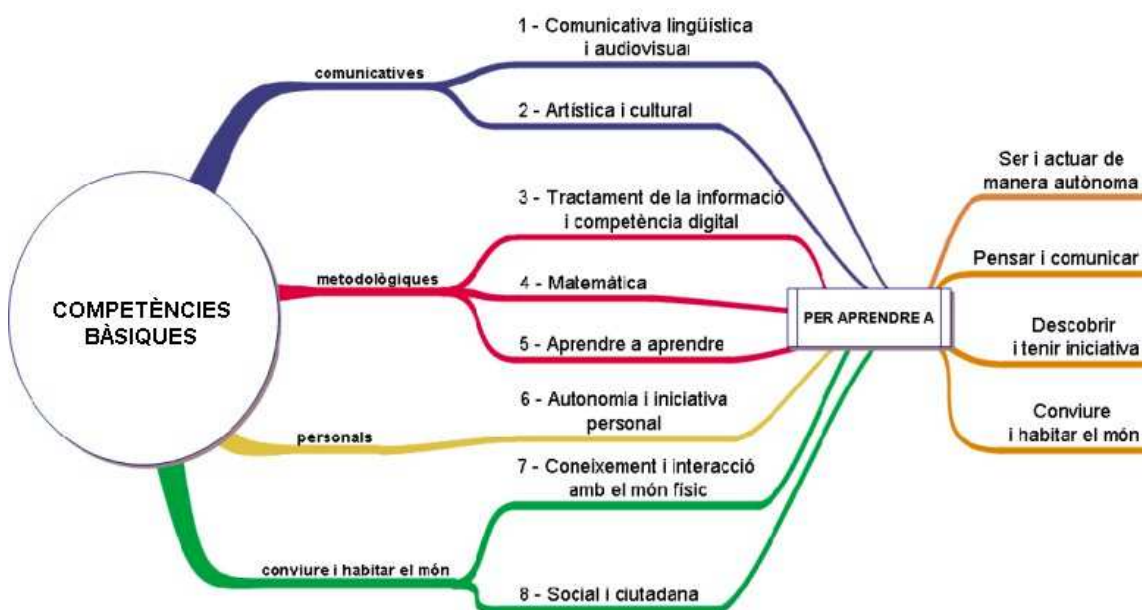 COMPETÈNCIES
BÀSIQUES
comunicatives
1 - Comunicativa lingüística
i audiovisual
2 - Artística i cultural
metodològiques
3 - Tractament de la informació
i competència digital
4 - Matemàtica
5 - Aprendre a aprendre
personals
6 - Autonomia i iniciativa
personal
conviure i habitar el món
7 - Coneixement i interacció
amb el món físic
8 - Social i ciutadana
PER APRENDRE A
Ser i actuar de
manera autònoma
Pensar i comunicar
Descobrir
i tenir iniciativa
Conviure
i habitar el món